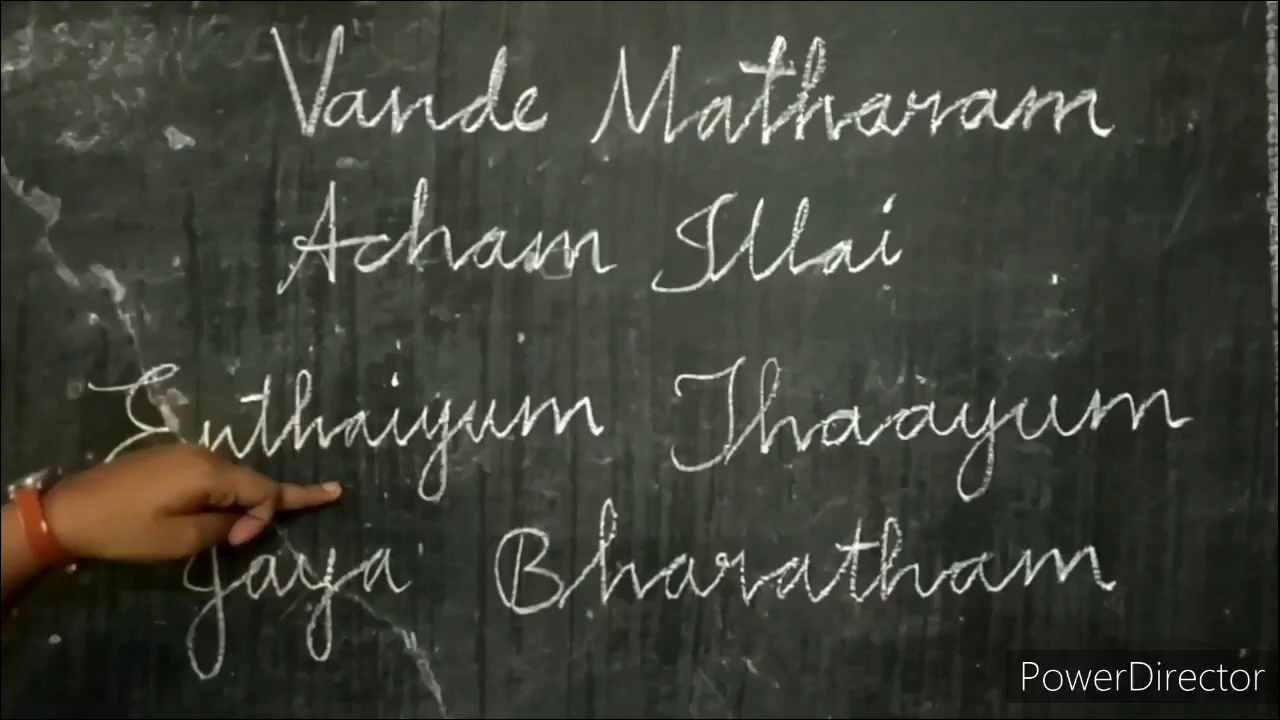 Vande Matharam
Acham Illai
Enthaiyum Thaayum
Jaya Bharatham
PowerDirector